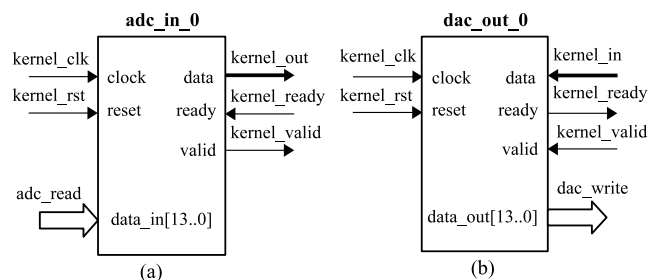 adc_in_0 dac_out_0
kernel_clk kernel_out kernel_clk kernel_in
clock data clock data
kernel_rst kernel_ready kernel_rst kernel_ready
reset ready reset ready
kernel_valid kernel_valid
valid valid
adc_read dac_write
data_in[13..0] data_out[13..0]
(a) (b)